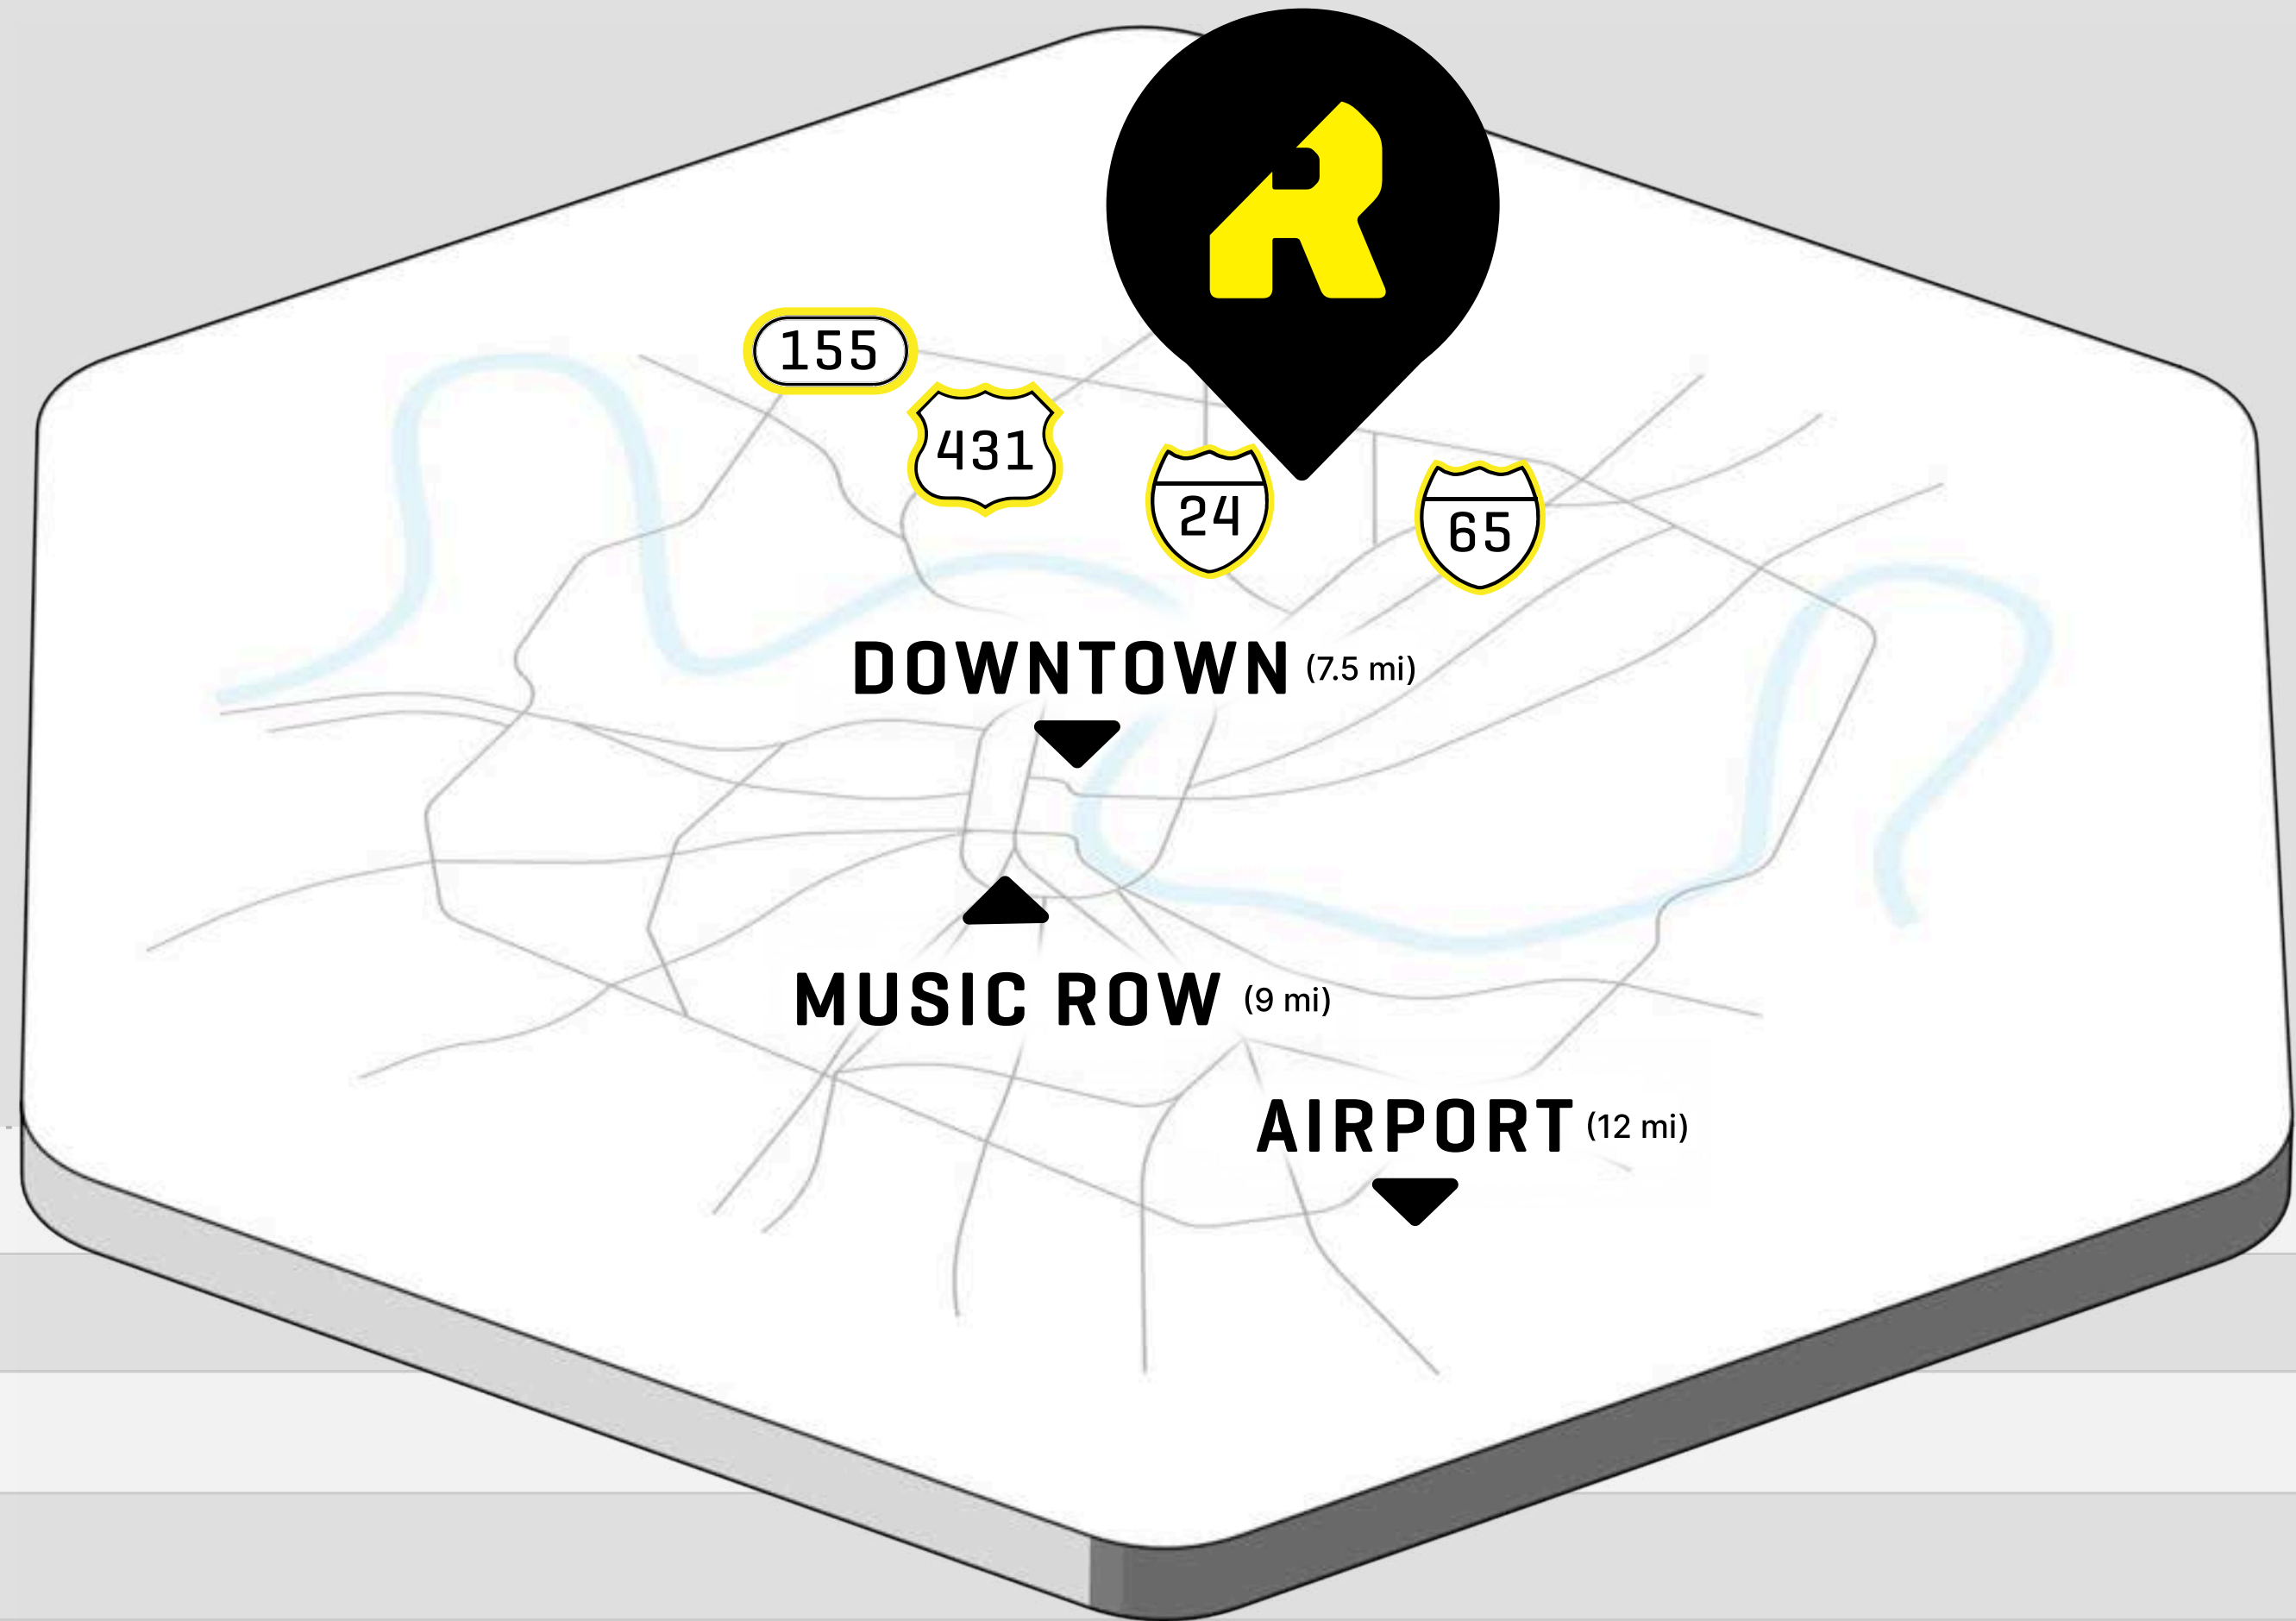 R
155
431
24
65
DOWNTOWN (7.5 mi)
MUSIC ROW (9 mi)
AIRPORT (12 mi)